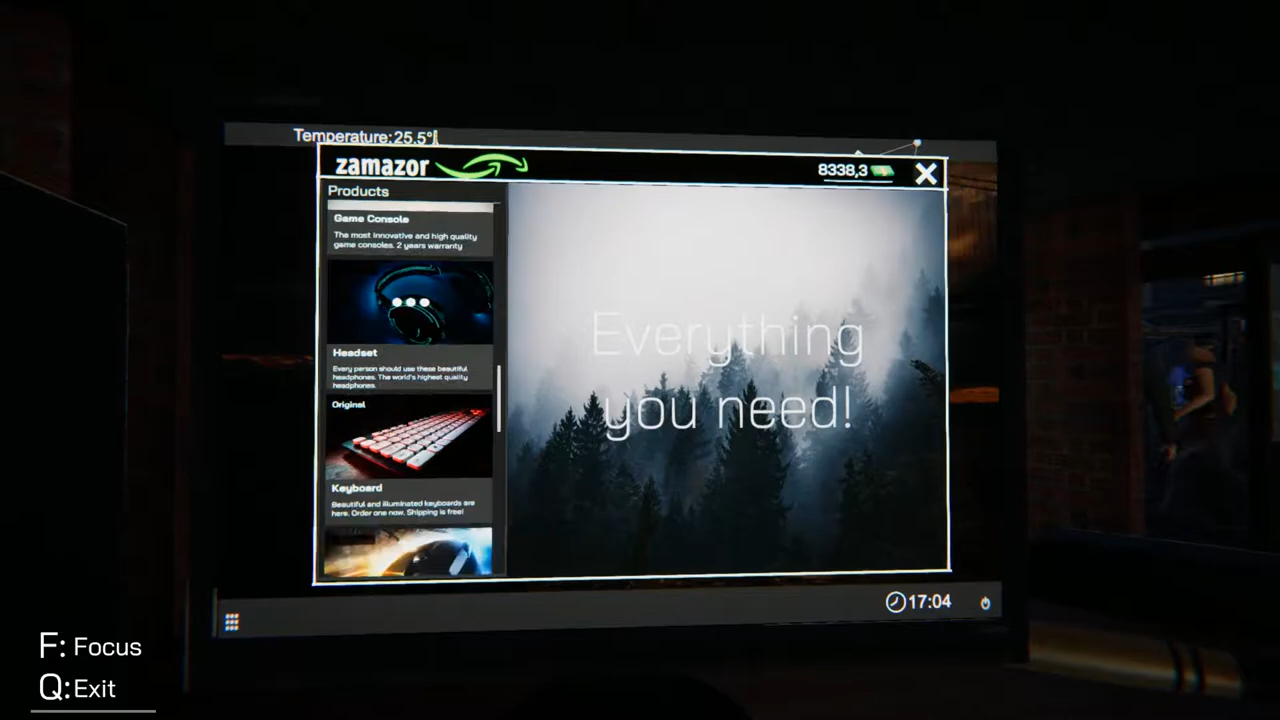 Temperature:25.5°
zamazor
8338,3
Products
Game Console
The most innovative and high quality
game consoles. 2 years warranty
Headset
Every person should use these beautiful
headphones. The world's highest quality
headphones.
Original
Keyboard
Beautiful and illuminated keyboards are
here. Order one now. Shipping is free!
Everything
you need!
17:04
F: Focus
Q: Exit